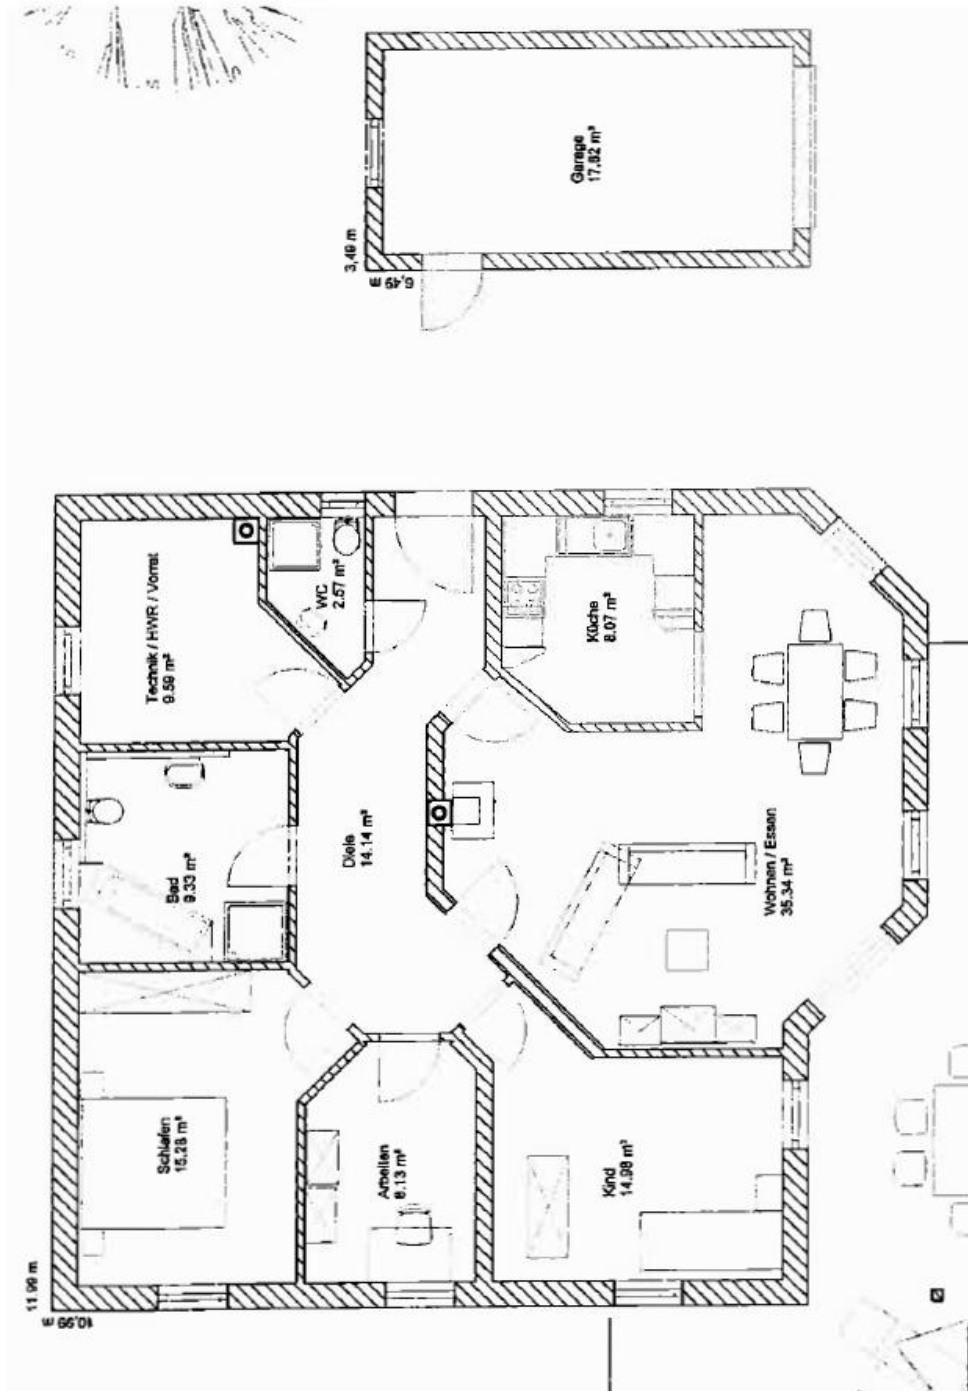 Garage
17.62 m²
3,49 m
6,49 m
Technik / HWR / Vorrat
9.59 m²
WC
2.57 m²
Küche
8.07 m²
Bad
9.33 m²
Diele
14.14 m²
Wohnen / Essen
35.34 m²
Schlafen
15.28 m²
Arbeiten
8.13 m²
Kind
14.98 m²
11.99 m
10,99 m